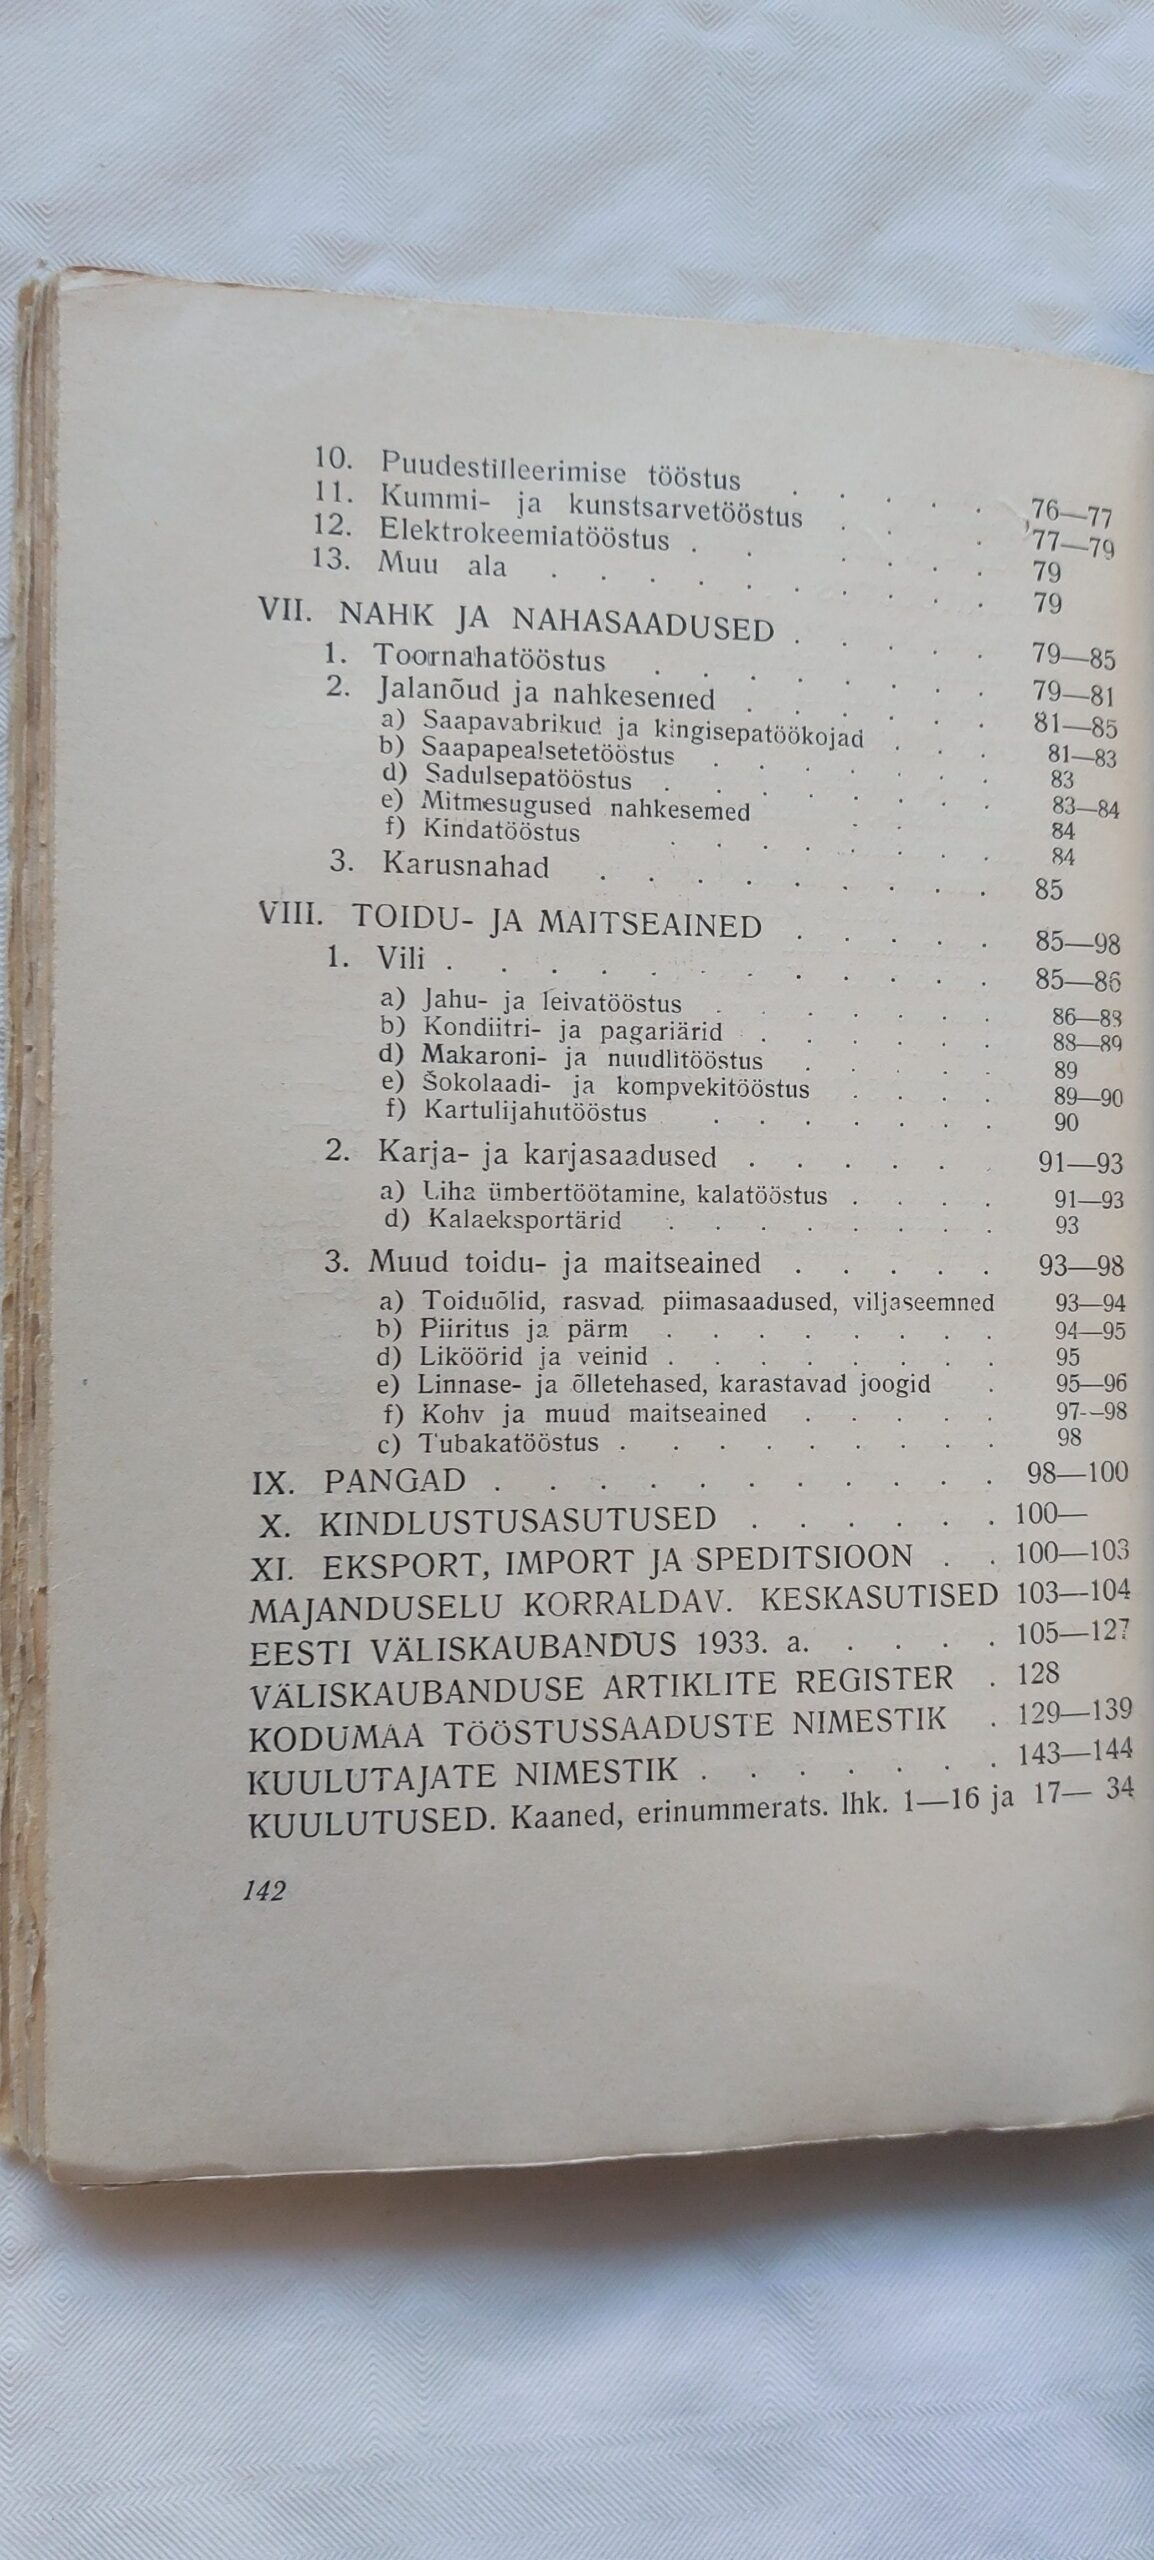 10. Puudestilleerimise tööstus . . . . . 76—77
11. Kummi- ja kunstsarvetööstus . . . 77—79
12. Elektrokeemiatööstus . . . . . . 79
13. Muu ala . . . . . . . . . 79
VII. NAHK JA NAHASAADUSED . . . . . 79—85
1. Toornahatööstus . . . . . . . 79—81
2. Jalanõud ja nahkesemed . . . . . . 81—85
a) Saapavabrikud ja kingisepatöökojad . . . 81—83
b) Saapapealsetetööstus . . . . . . . 83
d) Sadulsepatööstus . . . . . . . 83—84
e) Mitmesugused nahkesemed . . 84
f) Kindatööstus . . . . . . . 84
3. Karusnahad . . . . . . . . . 85
VIII. TOIDU- JA MAITSEAINED . . . . . 85—98
1. Vili . . . . . . . . . . . . 85—86
a) Jahu- ja leivatööstus . . . . . . . 86—88
b) Kondiitri- ja pagariärid . . . . . . 88—89
d) Makaroni- ja nuudlitööstus . . . . . 89
e) Šokolaadi- ja kompvekitööstus . . . . 89—90
f) Kartulijahutööstus . . . . . . . 90
2. Karja- ja karjasaadused . . . . . . 91—93
a) Liha ümbertöötamine, kalatööstus . . . . 91—93
d) Kalaeksportärid . . . . . . . . 93
3. Muud toidu- ja maitseained . . . . . 93—98
a) Toiduõlid, rasvad, piimasaadused, viljaseemned 93—94
b) Piiritus ja pärm . . . . . . . . 94—95
d) Liköörid ja veinid . . . . . . . . 95
e) Linnase- ja õlletehased, karastavad joogid . 95—96
f) Kohv ja muud maitseained . . . . . 97--98
c) Tubakatööstus . . . . . . . . . 98
IX. PANGAD . . . . . . . . . . . 98—100
X. KINDLUSTUSASUTUSED . . . . . . 100—
XI. EKSPORT, IMPORT JA SPEDITSIOON . . 100—103
MAJANDUSELU KORRALDAV. KESKASUTISED 103—104
EESTI VÄLISKAUBANDUS 1933. a. . . . . 105—127
VÄLISKAUBANDUSE ARTIKLITE REGISTER . 128
KODUMAA TÖÖSTUSSAADUSTE NIMESTIK . 129—139
KUULUTAJATE NIMESTIK . . . . . . . 143—144
KUULUTUSED. Kaaned, erinummerats. lhk. 1—16 ja 17— 34
142